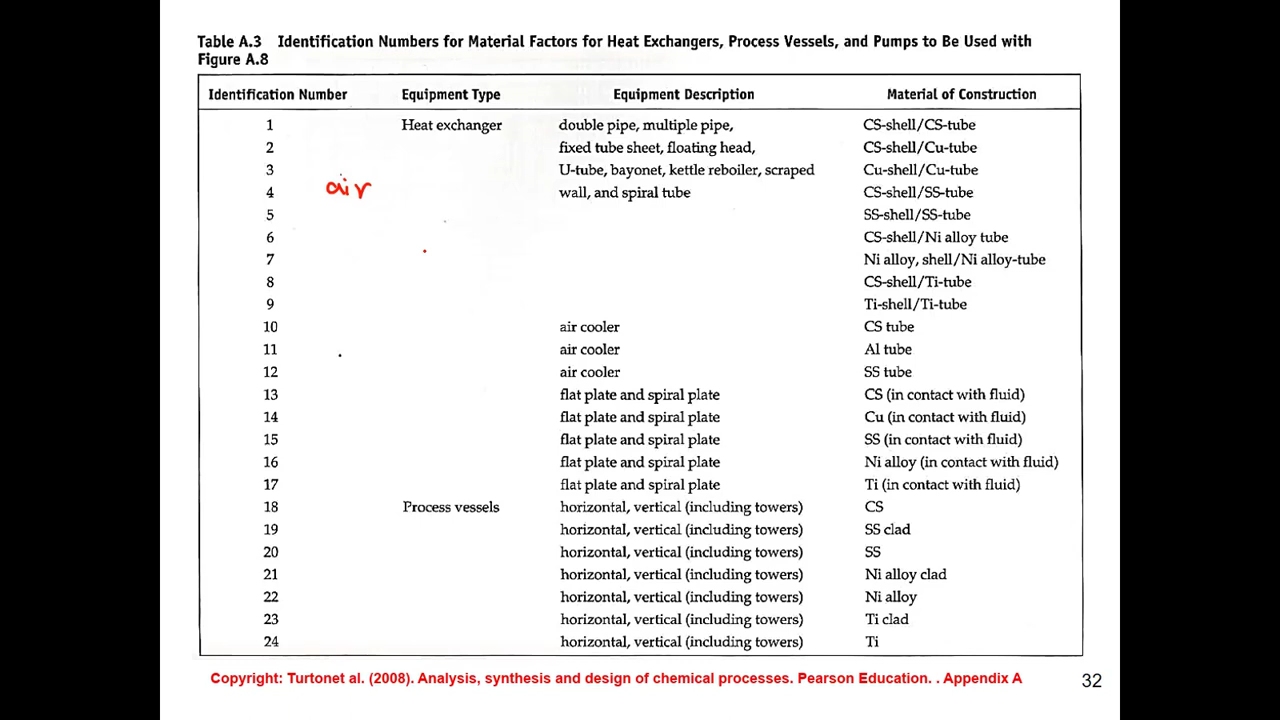 Table A.3 Identification Numbers for Material Factors for Heat Exchangers, Process Vessels, and Pumps to Be Used with
Figure A.8
Identification Number Equipment Type Equipment Description Material of Construction
1 Heat exchanger double pipe, multiple pipe, CS-shell/CS-tube
2 fixed tube sheet, floating head, CS-shell/Cu-tube
3 U-tube, bayonet, kettle reboiler, scraped Cu-shell/Cu-tube
4 air wall, and spiral tube CS-shell/SS-tube
5 SS-shell/SS-tube
6 CS-shell/Ni alloy tube
7 Ni alloy, shell/Ni alloy-tube
8 CS-shell/Ti-tube
9 Ti-shell/Ti-tube
10 air cooler CS tube
11 air cooler Al tube
12 air cooler SS tube
13 flat plate and spiral plate CS (in contact with fluid)
14 flat plate and spiral plate Cu (in contact with fluid)
15 flat plate and spiral plate SS (in contact with fluid)
16 flat plate and spiral plate Ni alloy (in contact with fluid)
17 flat plate and spiral plate Ti (in contact with fluid)
18 Process vessels horizontal, vertical (including towers) CS
19 horizontal, vertical (including towers) SS clad
20 horizontal, vertical (including towers) SS
21 horizontal, vertical (including towers) Ni alloy clad
22 horizontal, vertical (including towers) Ni alloy
23 horizontal, vertical (including towers) Ti clad
24 horizontal, vertical (including towers) Ti
Copyright: Turtonet al. (2008). Analysis, synthesis and design of chemical processes. Pearson Education. . Appendix A 32